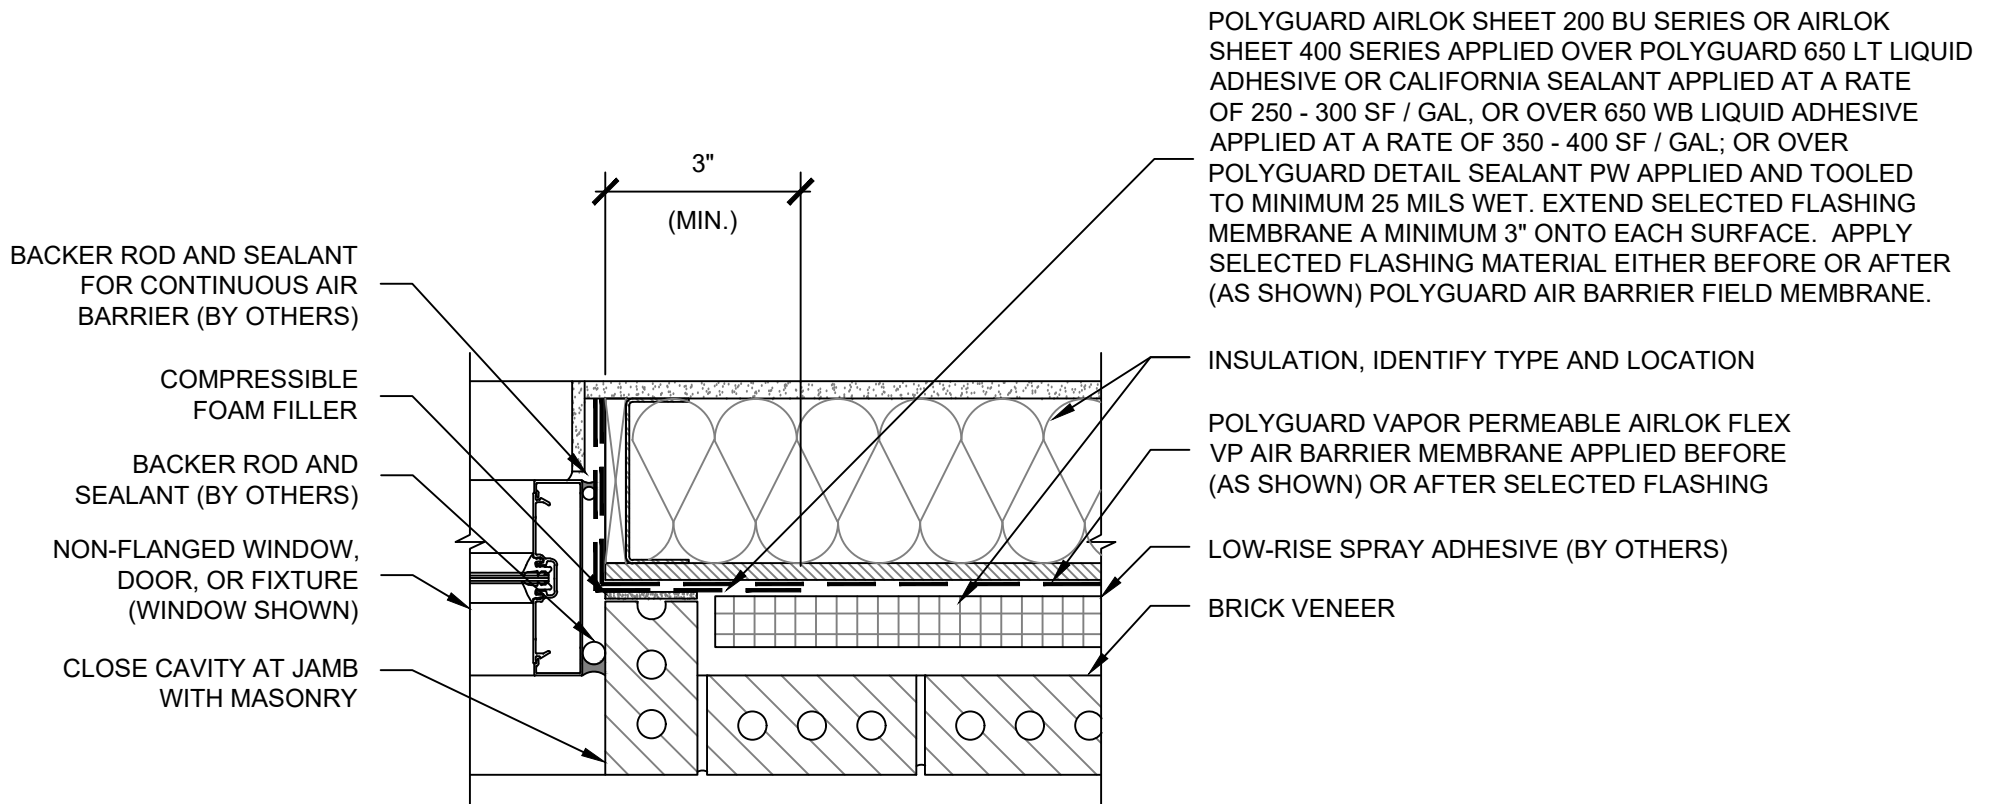 POLYGUARD AIRLOK SHEET 200 BU SERIES OR AIRLOK
SHEET 400 SERIES APPLIED OVER POLYGUARD 650 LT LIQUID
ADHESIVE OR CALIFORNIA SEALANT APPLIED AT A RATE
OF 250 - 300 SF / GAL, OR OVER 650 WB LIQUID ADHESIVE
APPLIED AT A RATE OF 350 - 400 SF / GAL; OR OVER
POLYGUARD DETAIL SEALANT PW APPLIED AND TOOLED
TO MINIMUM 25 MILS WET. EXTEND SELECTED FLASHING
MEMBRANE A MINIMUM 3" ONTO EACH SURFACE.  APPLY
SELECTED FLASHING MATERIAL EITHER BEFORE OR AFTER
(AS SHOWN) POLYGUARD AIR BARRIER FIELD MEMBRANE.
3"
(MIN.)
BACKER ROD AND SEALANT
FOR CONTINUOUS AIR
BARRIER (BY OTHERS)
COMPRESSIBLE
FOAM FILLER
BACKER ROD AND
SEALANT (BY OTHERS)
NON-FLANGED WINDOW,
DOOR, OR FIXTURE
(WINDOW SHOWN)
CLOSE CAVITY AT JAMB
WITH MASONRY
INSULATION, IDENTIFY TYPE AND LOCATION
POLYGUARD VAPOR PERMEABLE AIRLOK FLEX
VP AIR BARRIER MEMBRANE APPLIED BEFORE
(AS SHOWN) OR AFTER SELECTED FLASHING
LOW-RISE SPRAY ADHESIVE (BY OTHERS)
BRICK VENEER